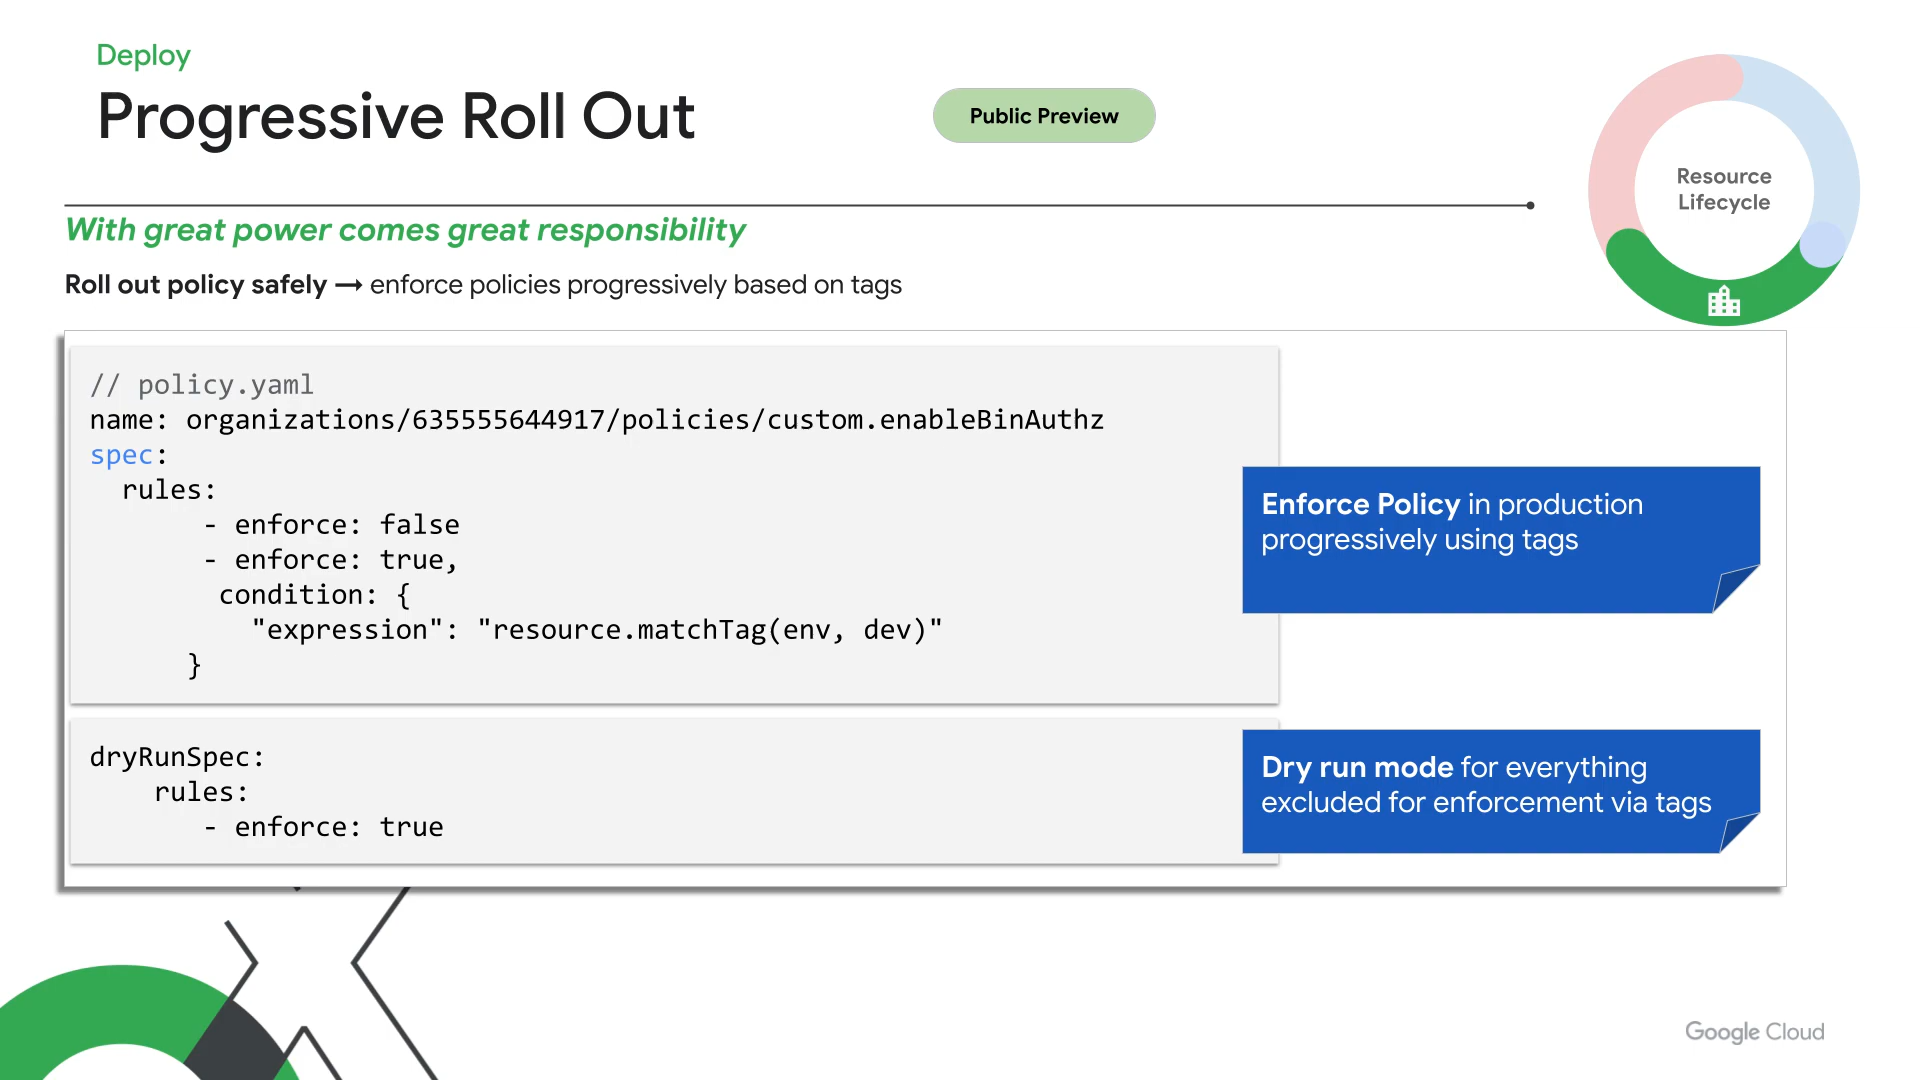 Deploy
Progressive Roll Out
Public Preview
Resource
Lifecycle
With great power comes great responsibility
Roll out policy safely → enforce policies progressively based on tags
// policy.yaml
name: organizations/635555644917/policies/custom.enableBinAuthz
spec:
  rules:
       - enforce: false
       - enforce: true,
        condition: {
          "expression": "resource.matchTag(env, dev)"
      }
Enforce Policy in production
progressively using tags
dryRunSpec:
    rules:
       - enforce: true
Dry run mode for everything
excluded for enforcement via tags
Google Cloud